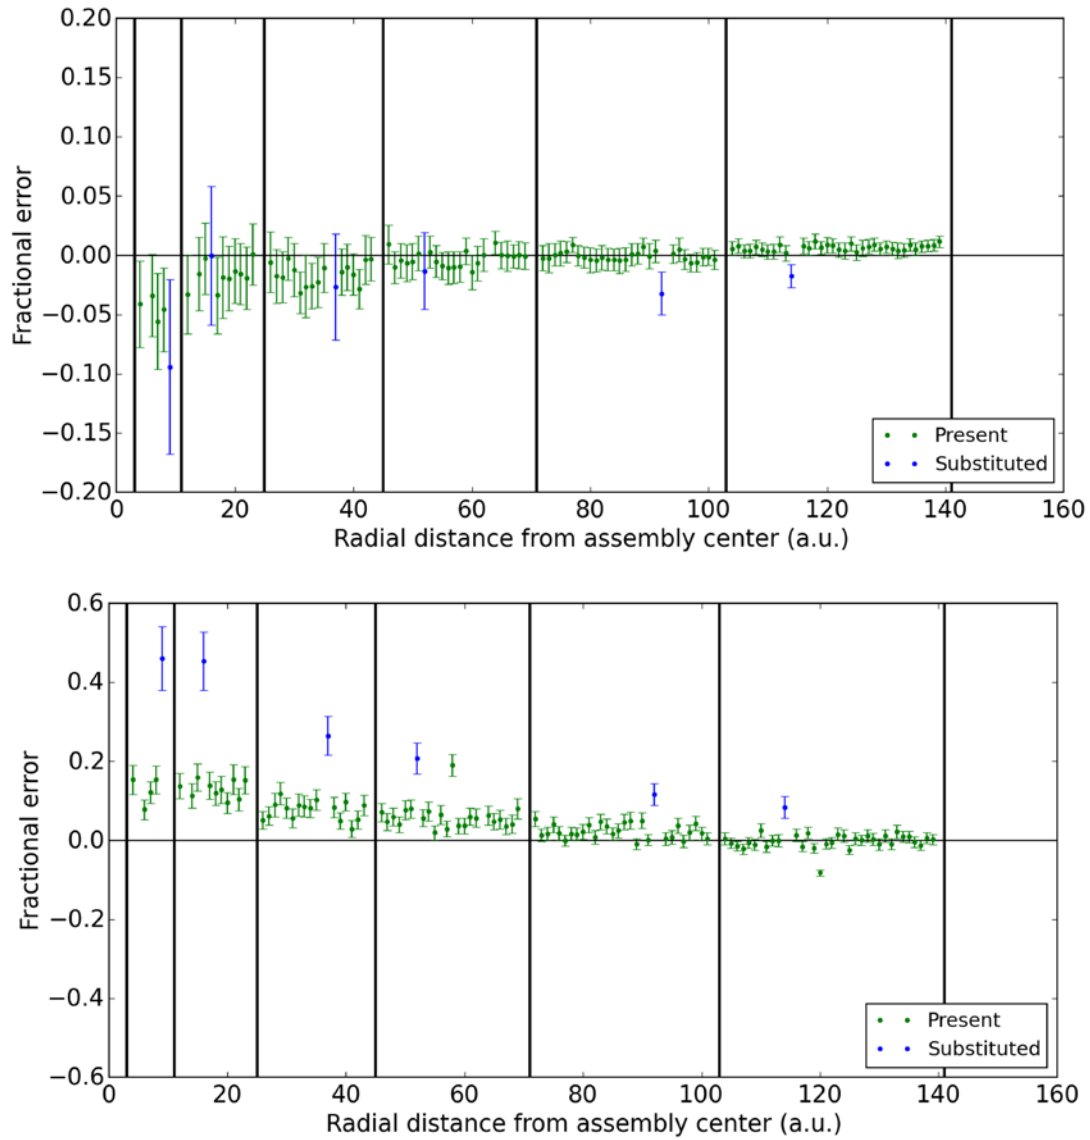 0.20
0.15
0.10
0.05
0.00
−0.05
−0.10
−0.15
−0.20
Fractional error
Present
Substituted
0 20 40 60 80 100 120 140 160
Radial distance from assembly center (a.u.)
0.6
0.4
0.2
0.0
−0.2
−0.4
−0.6
Fractional error
Present
Substituted
0 20 40 60 80 100 120 140 160
Radial distance from assembly center (a.u.)